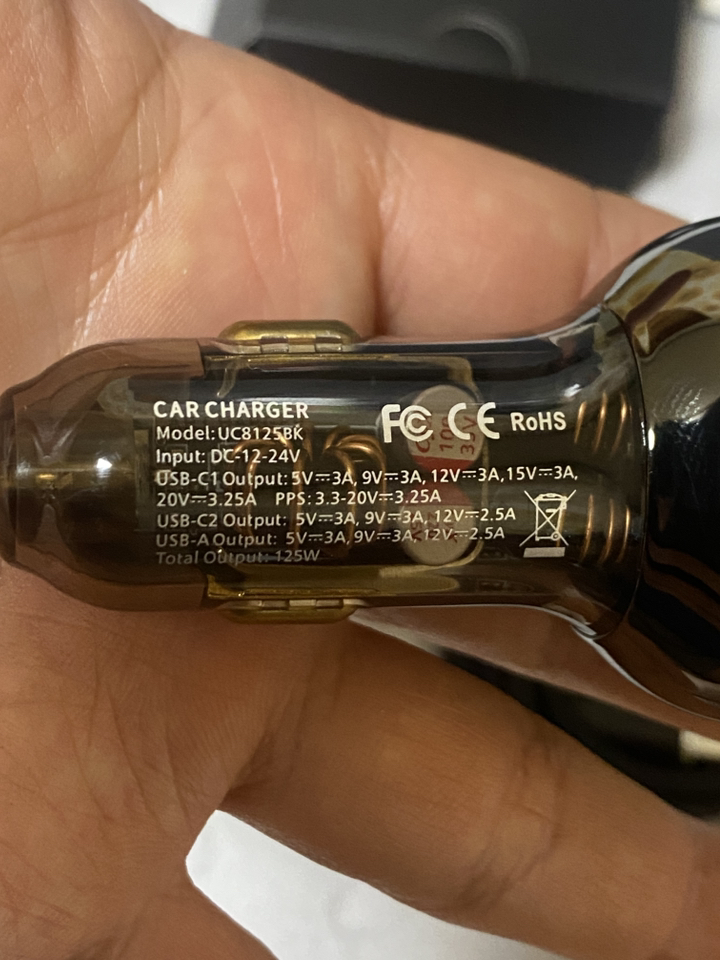 CAR CHARGER
Model: UC8125BK
Input: DC-12-24V
USB-C1 Output: 5V⎓3A, 9V⎓3A, 12V⎓3A,15V⎓3A,
20V⎓3.25A PPS: 3.3-20V⎓3.25A
USB-C2 Output: 5V⎓3A, 9V⎓3A, 12V⎓2.5A
USB-A Output: 5V⎓3A,9V⎓3A, 12V⎓2.5A
Total Output: 125W
FC CE RoHS
100
35V